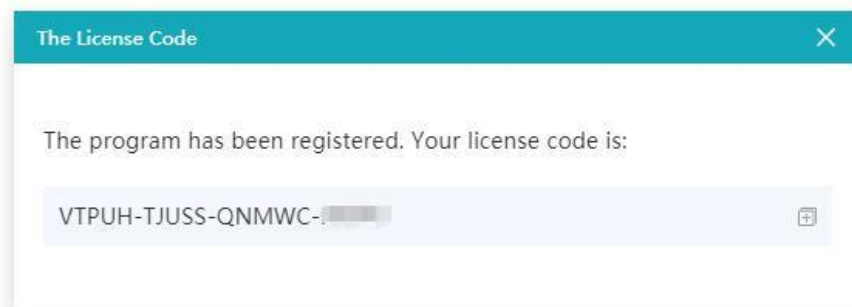 The License Code
The program has been registered. Your license code is:
VTPUH-TJUSS-QNMWC-